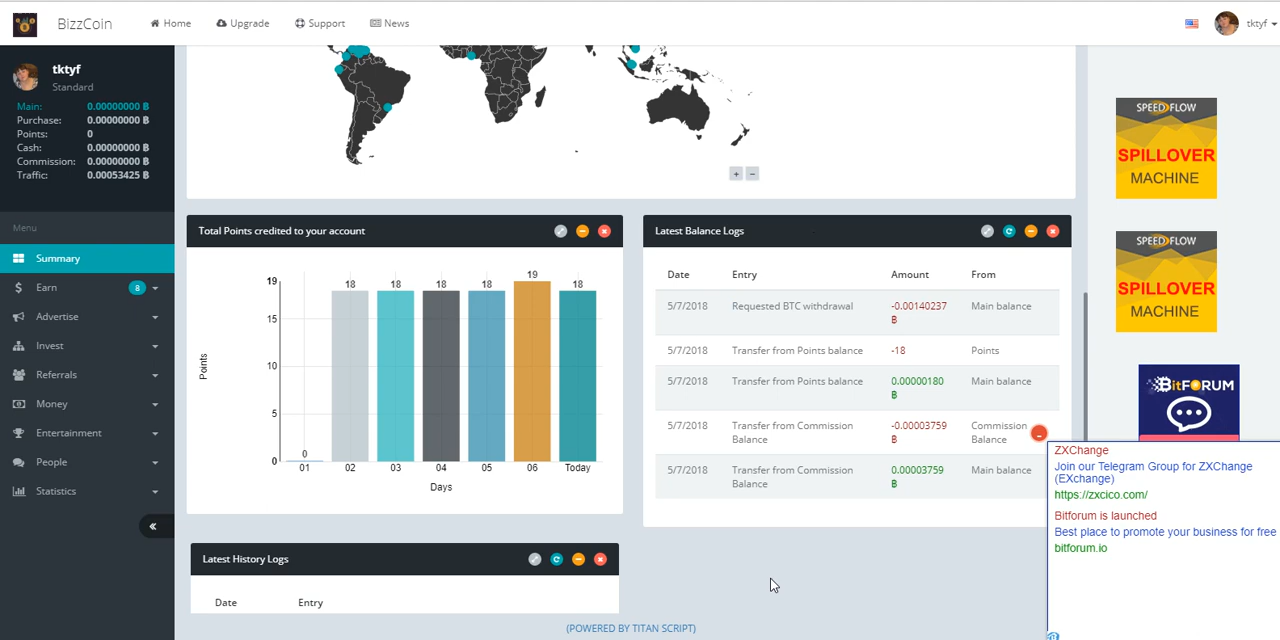 BizzCoin
Home
Upgrade
Support
News
tktyf
tktyf
Standard
Main: 0.00000000 B
Purchase: 0.00000000 B
Points: 0
Cash: 0.00000000 B
Commission: 0.00000000 B
Traffic: 0.00053425 B
Menu
Summary
Earn 8
Advertise
Invest
Referrals
Money
Entertainment
People
Statistics
+ −
Total Points credited to your account
19
15
10
5
0
Points
0 18 18 18 18 19 18
01 02 03 04 05 06 Today
Days
Latest Balance Logs
Date Entry Amount From
5/7/2018 Requested BTC withdrawal -0.00140237 Main balance
B
5/7/2018 Transfer from Points balance -18 Points
5/7/2018 Transfer from Points balance 0.00000180 Main balance
B
5/7/2018 Transfer from Commission -0.00003759 Commission
Balance B Balance
5/7/2018 Transfer from Commission 0.00003759 Main balance
Balance B
Latest History Logs
Date Entry
(POWERED BY TITAN SCRIPT)
SPEED FLOW
SPILLOVER
MACHINE
SPEED FLOW
SPILLOVER
MACHINE
BITFORUM
ZXChange
Join our Telegram Group for ZXChange
(EXchange)
https://zxcico.com/
Bitforum is launched
Best place to promote your business for free
bitforum.io